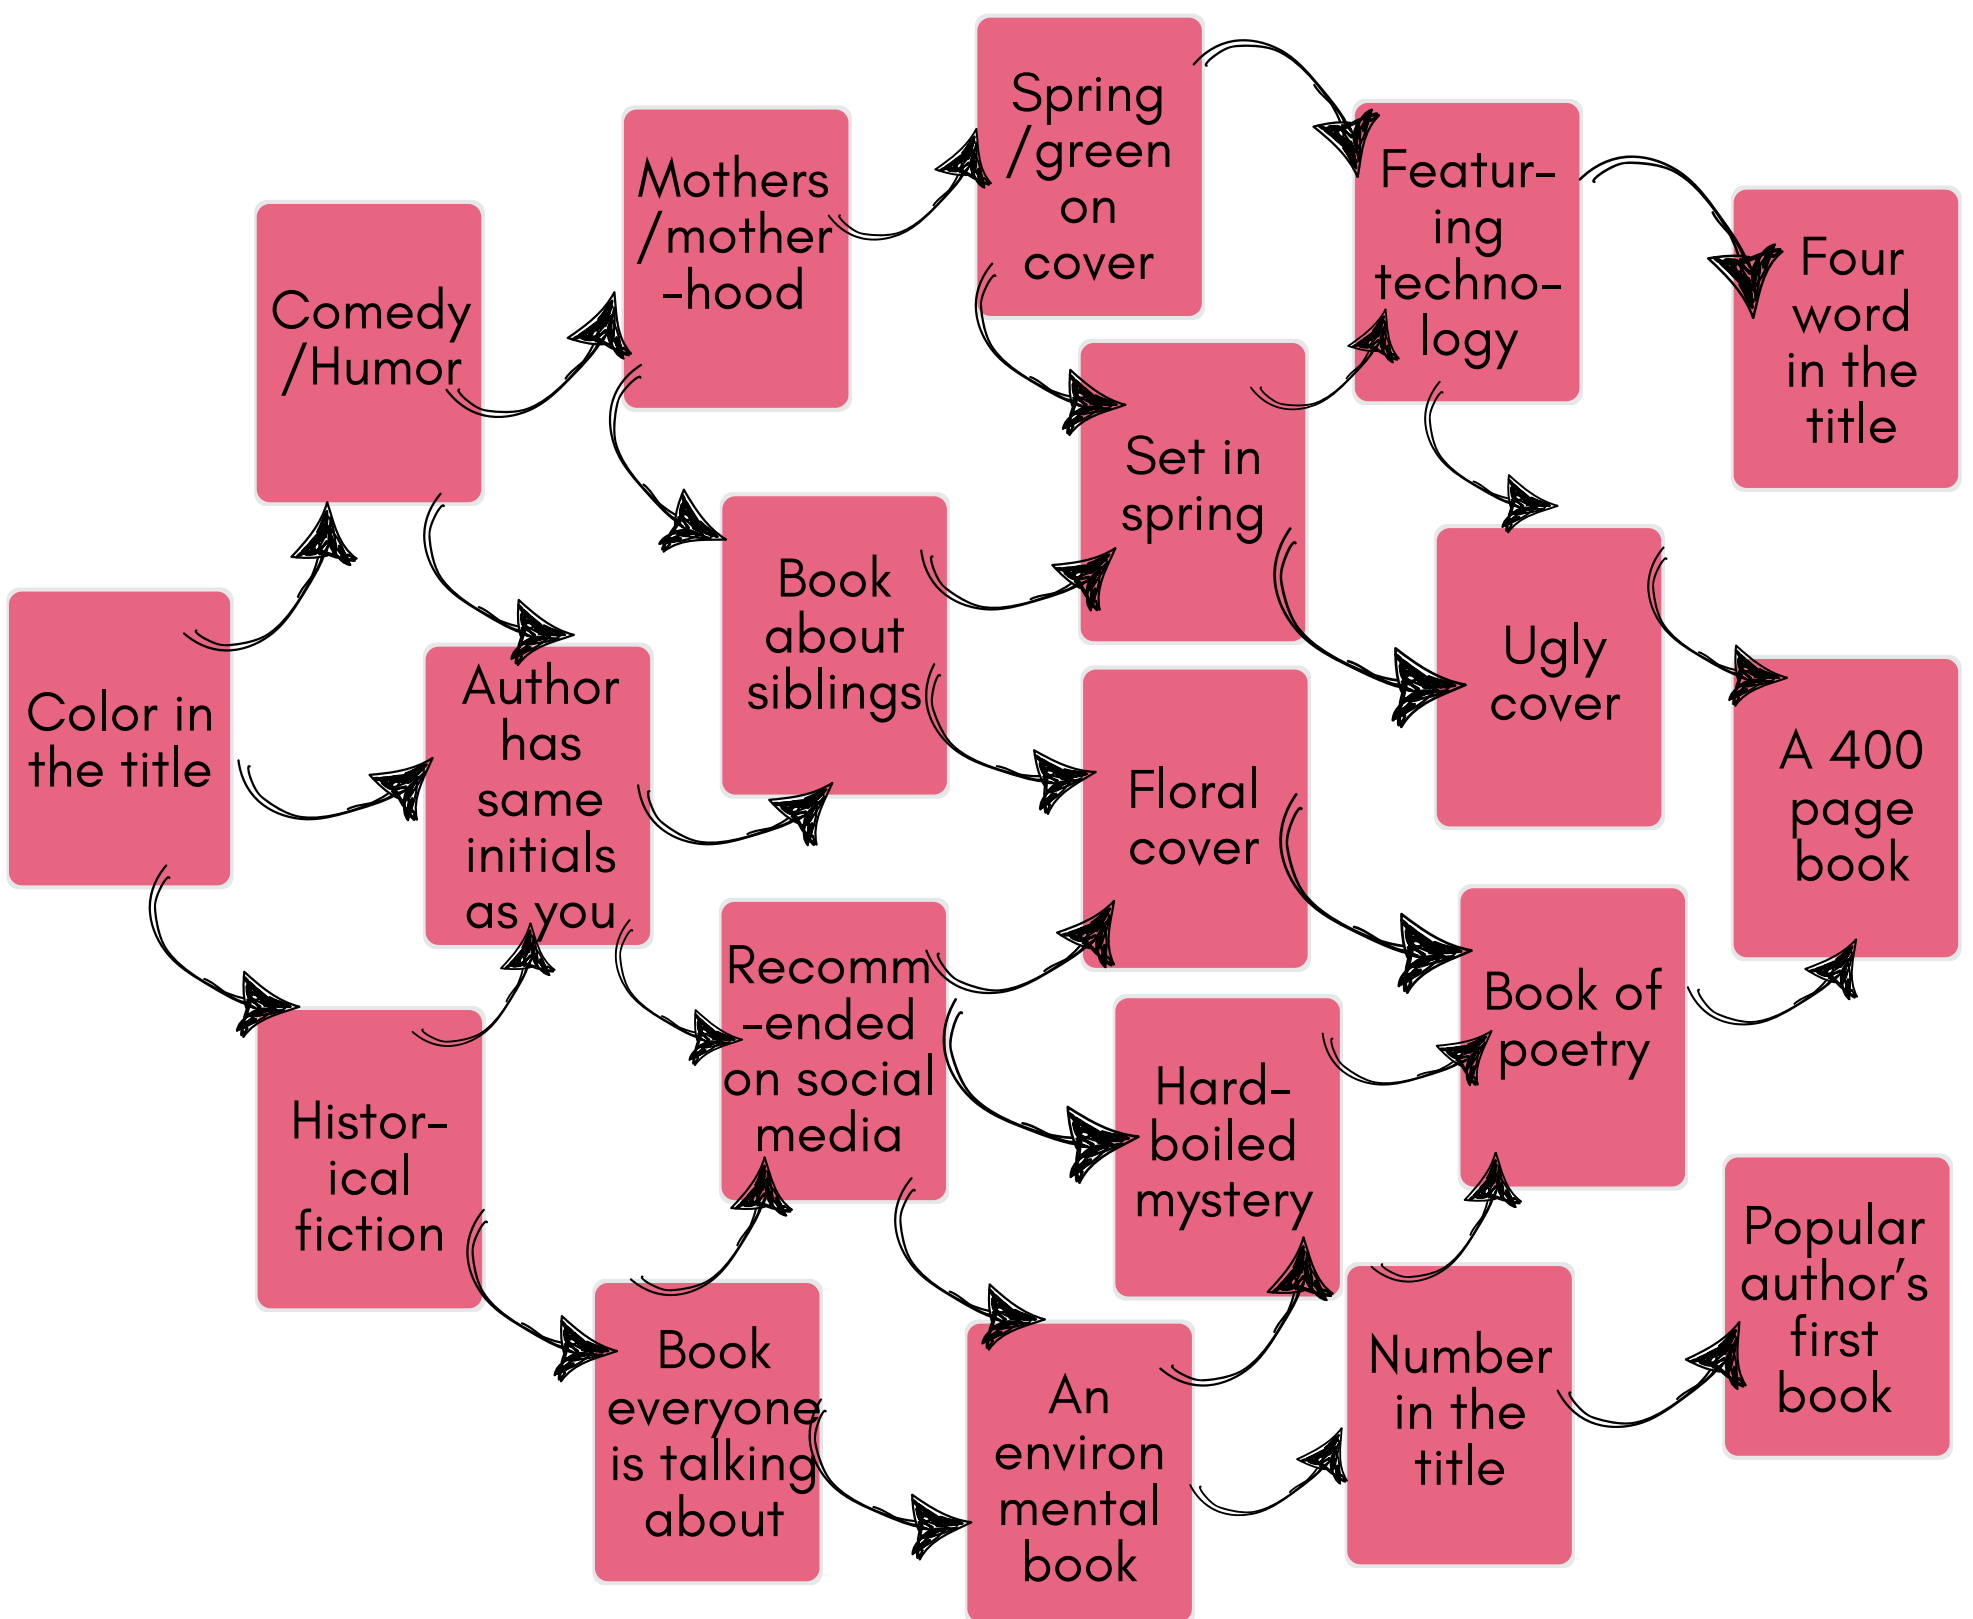 Color in
the title
Comedy
/Humor
Author
has
same
initials
as you
Histor-
ical
fiction
Mothers
/mother
-hood
Book
about
siblings
Recomm
-ended
on social
media
Book
everyone
is talking
about
Spring
/green
on
cover
Set in
spring
Floral
cover
Hard-
boiled
mystery
An
environ
mental
book
Featur-
ing
techno-
logy
Ugly
cover
Book of
poetry
Number
in the
title
Four
word
in the
title
A 400
page
book
Popular
author's
first
book